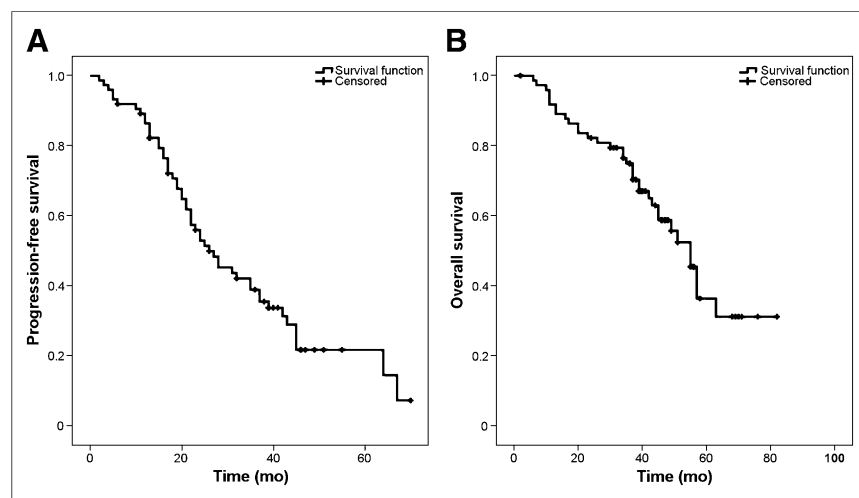 A
Survival function
Censored
1.0
0.8
0.6
0.4
0.2
0
Progression-free survival
0
20
40
60
Time (mo)
B
Survival function
Censored
1.0
0.8
0.6
0.4
0.2
0
Overall survival
0
20
40
60
80
100
Time (mo)